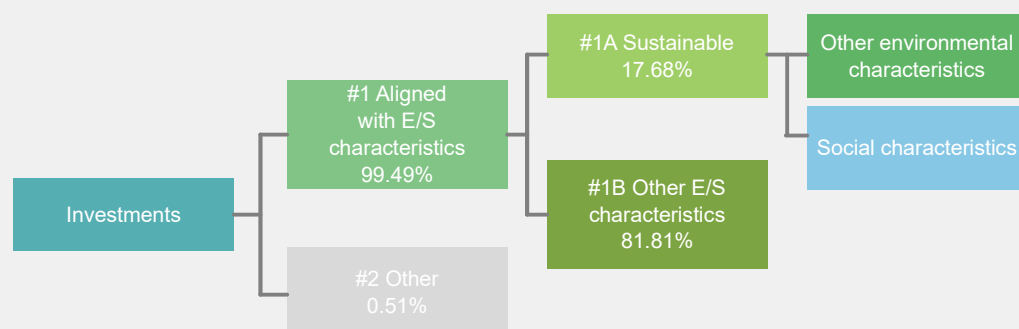 Investments
#1 Aligned
with E/S
characteristics
99.49%
#2 Other
0.51%
#1A Sustainable
17.68%
#1B Other E/S
characteristics
81.81%
Other environmental
characteristics
Social characteristics